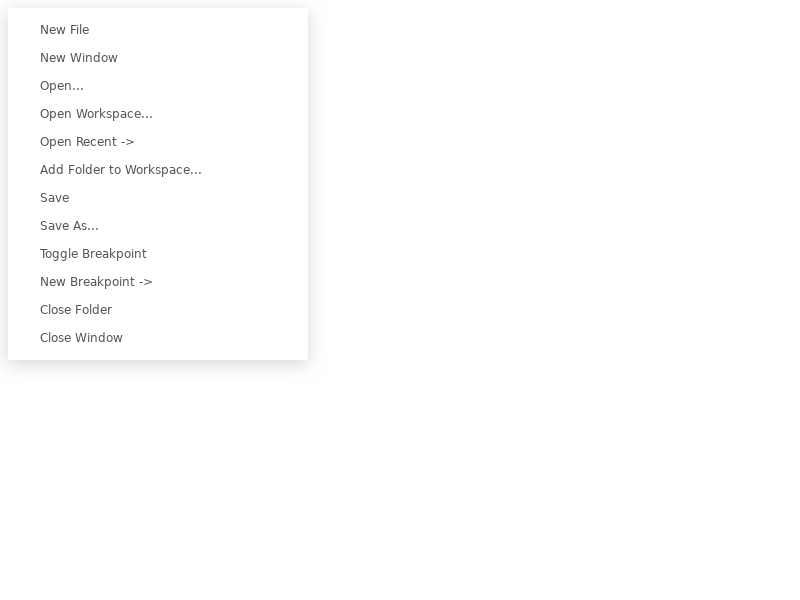 New File
New Window
Open...
Open Workspace...
Open Recent ->
Add Folder to Workspace...
Save
Save As...
Toggle Breakpoint
New Breakpoint ->
Close Folder
Close Window